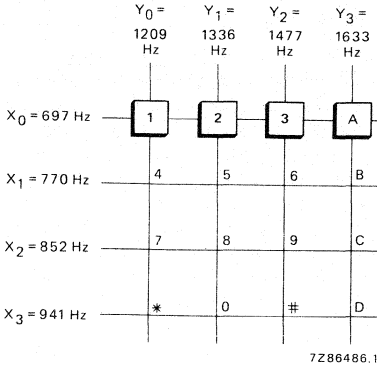 Y0 = Y1 = Y2 = Y3 =
1209 1336 1477 1633
Hz Hz Hz Hz
X0 = 697 Hz 1 2 3 A
X1 = 770 Hz 4 5 6 B
X2 = 852 Hz 7 8 9 C
X3 = 941 Hz * 0 # D
7Z86486.1